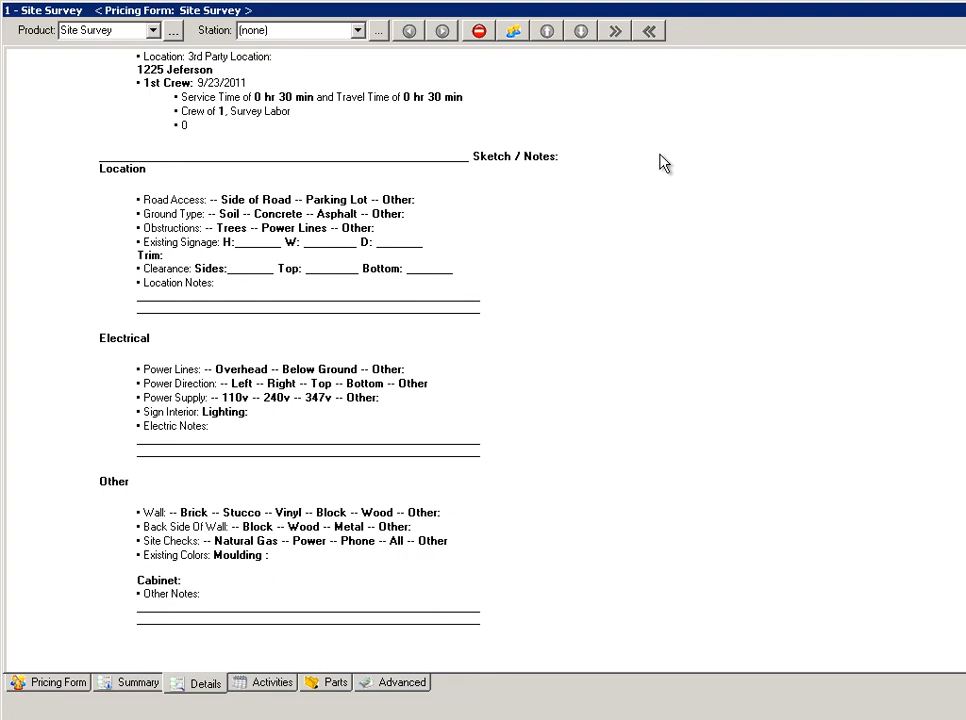 1 - Site Survey < Pricing Form: Site Survey >
Product: Site Survey ... Station: (none) ...
▪ Location: 3rd Party Location:
1225 Jeferson
▪ 1st Crew: 9/23/2011
▪ Service Time of 0 hr 30 min and Travel Time of 0 hr 30 min
▪ Crew of 1, Survey Labor
▪ 0
Sketch / Notes:
Location
▪ Road Access: -- Side of Road -- Parking Lot -- Other:
▪ Ground Type: -- Soil -- Concrete -- Asphalt -- Other:
▪ Obstructions: -- Trees -- Power Lines -- Other:
▪ Existing Signage: H:_______ W: ________ D: _______
Trim:
▪ Clearance: Sides:_______ Top: ________ Bottom: _______
▪ Location Notes:
Electrical
▪ Power Lines: -- Overhead -- Below Ground -- Other:
▪ Power Direction: -- Left -- Right -- Top -- Bottom -- Other
▪ Power Supply: -- 110v -- 240v -- 347v -- Other:
▪ Sign Interior: Lighting:
▪ Electric Notes:
Other
▪ Wall: -- Brick -- Stucco -- Vinyl -- Block -- Wood -- Other:
▪ Back Side Of Wall: -- Block -- Wood -- Metal -- Other:
▪ Site Checks: -- Natural Gas -- Power -- Phone -- All -- Other
▪ Existing Colors: Moulding :
Cabinet:
▪ Other Notes:
Pricing Form Summary Details Activities Parts Advanced